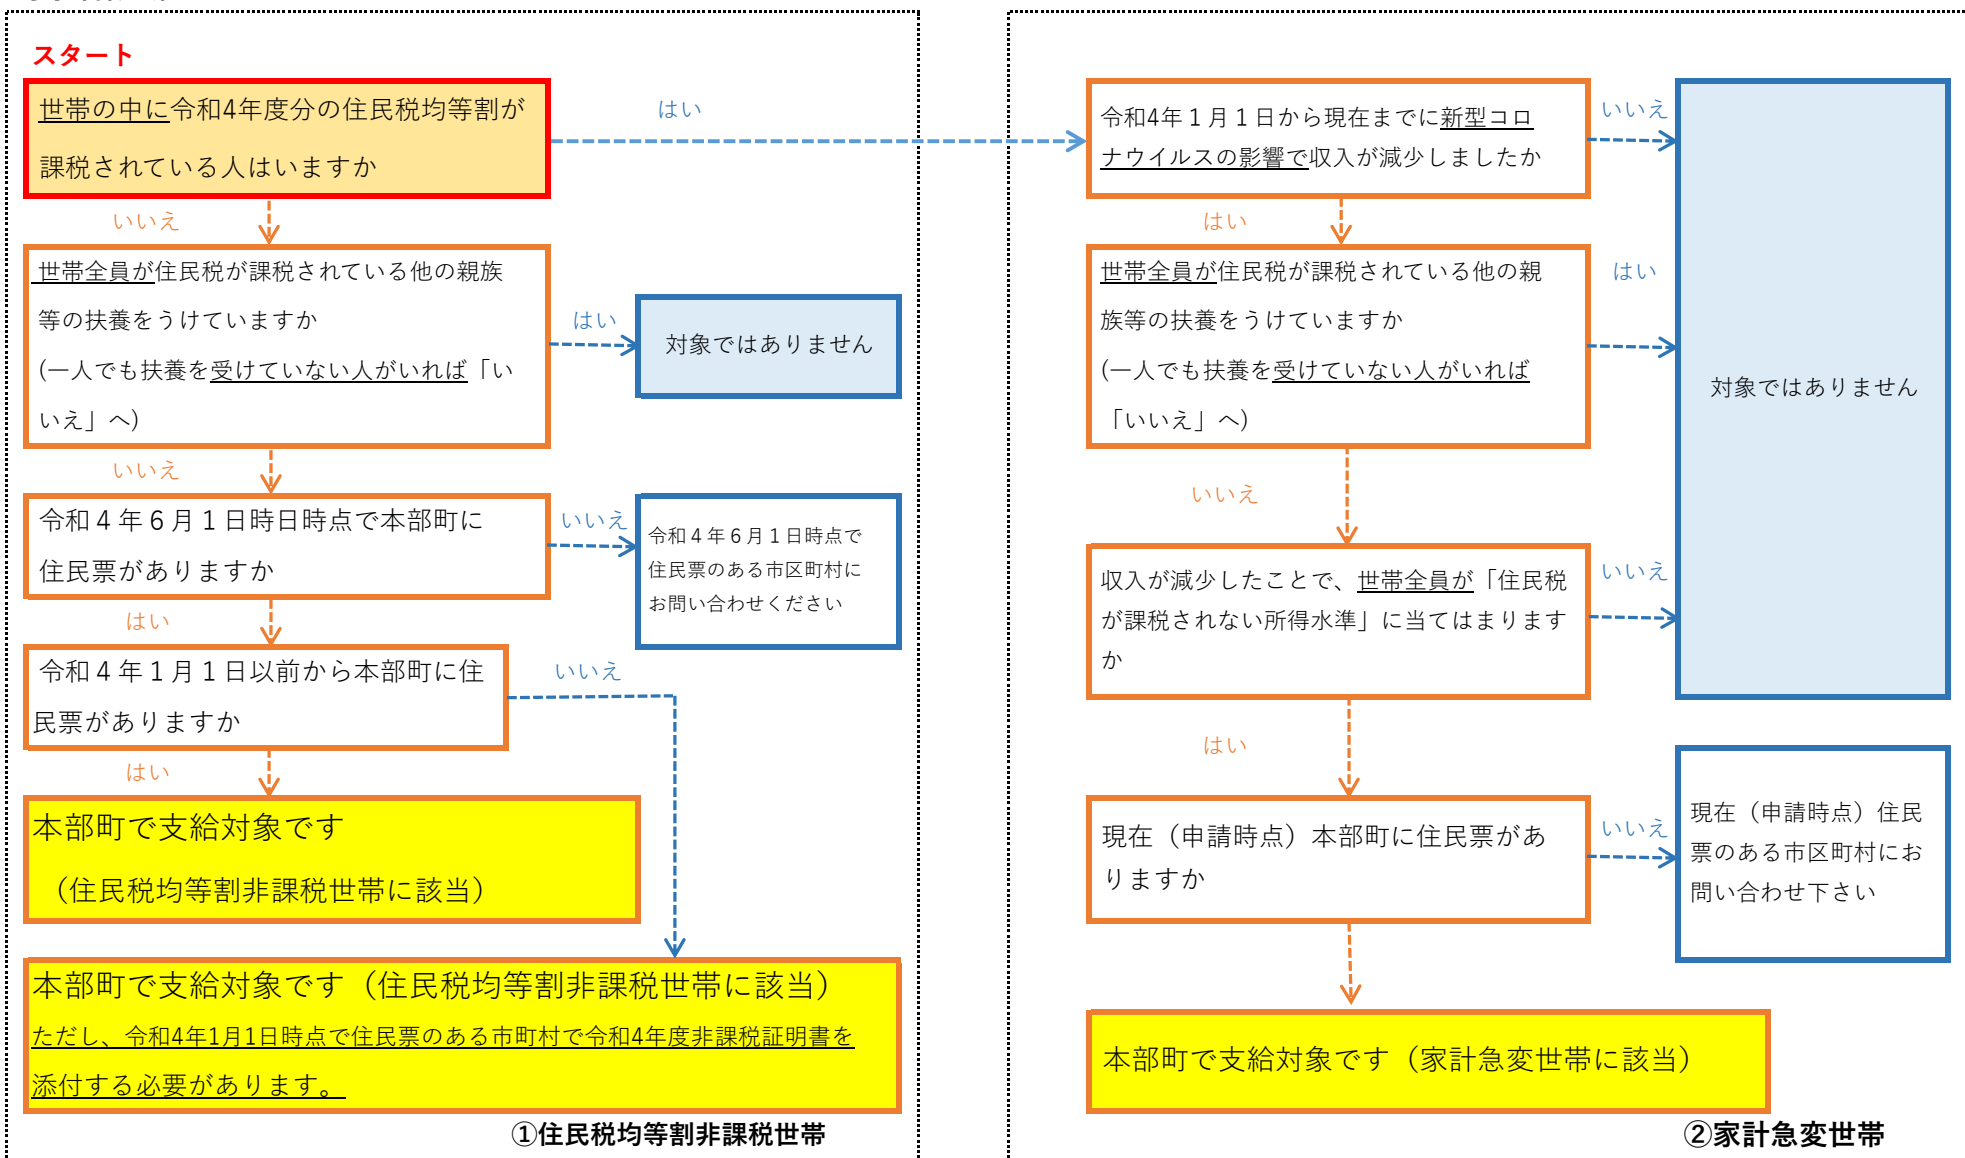 スタート
世帯の中に令和4年度分の住民税均等割が
課税されている人はいますか
はい
いいえ
世帯全員が住民税が課税されている他の親族
等の扶養をうけていますか
(一人でも扶養を受けていない人がいれば「い
いえ」へ)
はい
対象ではありません
いいえ
令和４年６月１日時日時点で本部町に
住民票がありますか
いいえ
令和４年６月１日時点で
住民票のある市区町村に
お問い合わせください
はい
令和４年１月１日以前から本部町に住
民票がありますか
いいえ
はい
本部町で支給対象です
（住民税均等割非課税世帯に該当）
本部町で支給対象です（住民税均等割非課税世帯に該当）
ただし、令和4年1月1日時点で住民票のある市町村で令和4年度非課税証明書を
添付する必要があります。
①住民税均等割非課税世帯
令和4年１月１日から現在までに新型コロ
ナウイルスの影響で収入が減少しましたか
いいえ
はい
世帯全員が住民税が課税されている他の親
族等の扶養をうけていますか
(一人でも扶養を受けていない人がいれば
「いいえ」へ)
はい
対象ではありません
いいえ
収入が減少したことで、世帯全員が「住民税
が課税されない所得水準」に当てはまります
か
いいえ
はい
現在（申請時点）本部町に住民票があ
りますか
いいえ
現在（申請時点）住民
票のある市区町村にお
問い合わせ下さい
本部町で支給対象です（家計急変世帯に該当）
②家計急変世帯